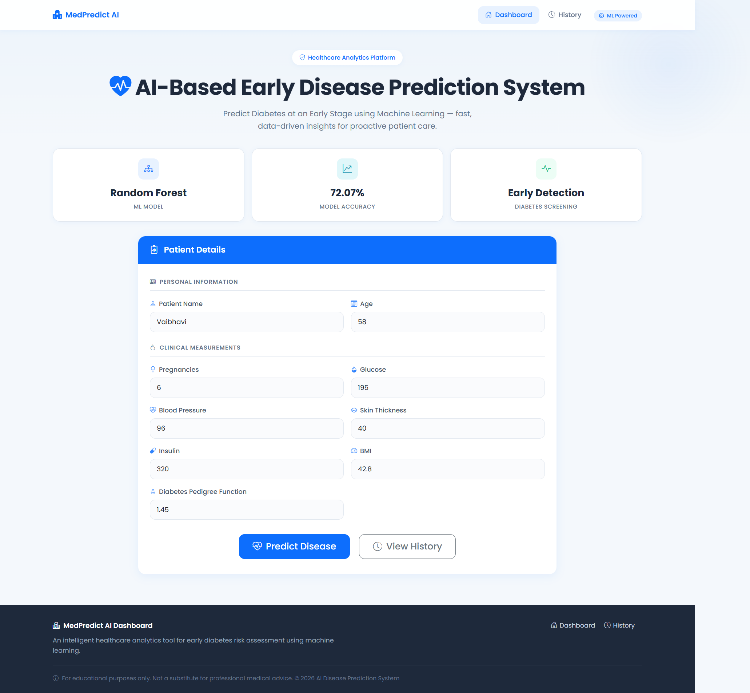 MedPredict AI
Dashboard
History
ML Powered
Healthcare Analytics Platform
AI-Based Early Disease Prediction System
Predict Diabetes at an Early Stage using Machine Learning — fast,
data-driven insights for proactive patient care.
Random Forest
ML MODEL
72.07%
MODEL ACCURACY
Early Detection
DIABETES SCREENING
Patient Details
PERSONAL INFORMATION
Patient Name
Age
Vaibhavi
58
CLINICAL MEASUREMENTS
Pregnancies
Glucose
6
195
Blood Pressure
Skin Thickness
96
40
Insulin
BMI
320
42.8
Diabetes Pedigree Function
1.45
Predict Disease
View History
MedPredict AI Dashboard
Dashboard
History
An intelligent healthcare analytics tool for early diabetes risk assessment using machine
learning.
For educational purposes only. Not a substitute for professional medical advice. © 2026 AI Disease Prediction System